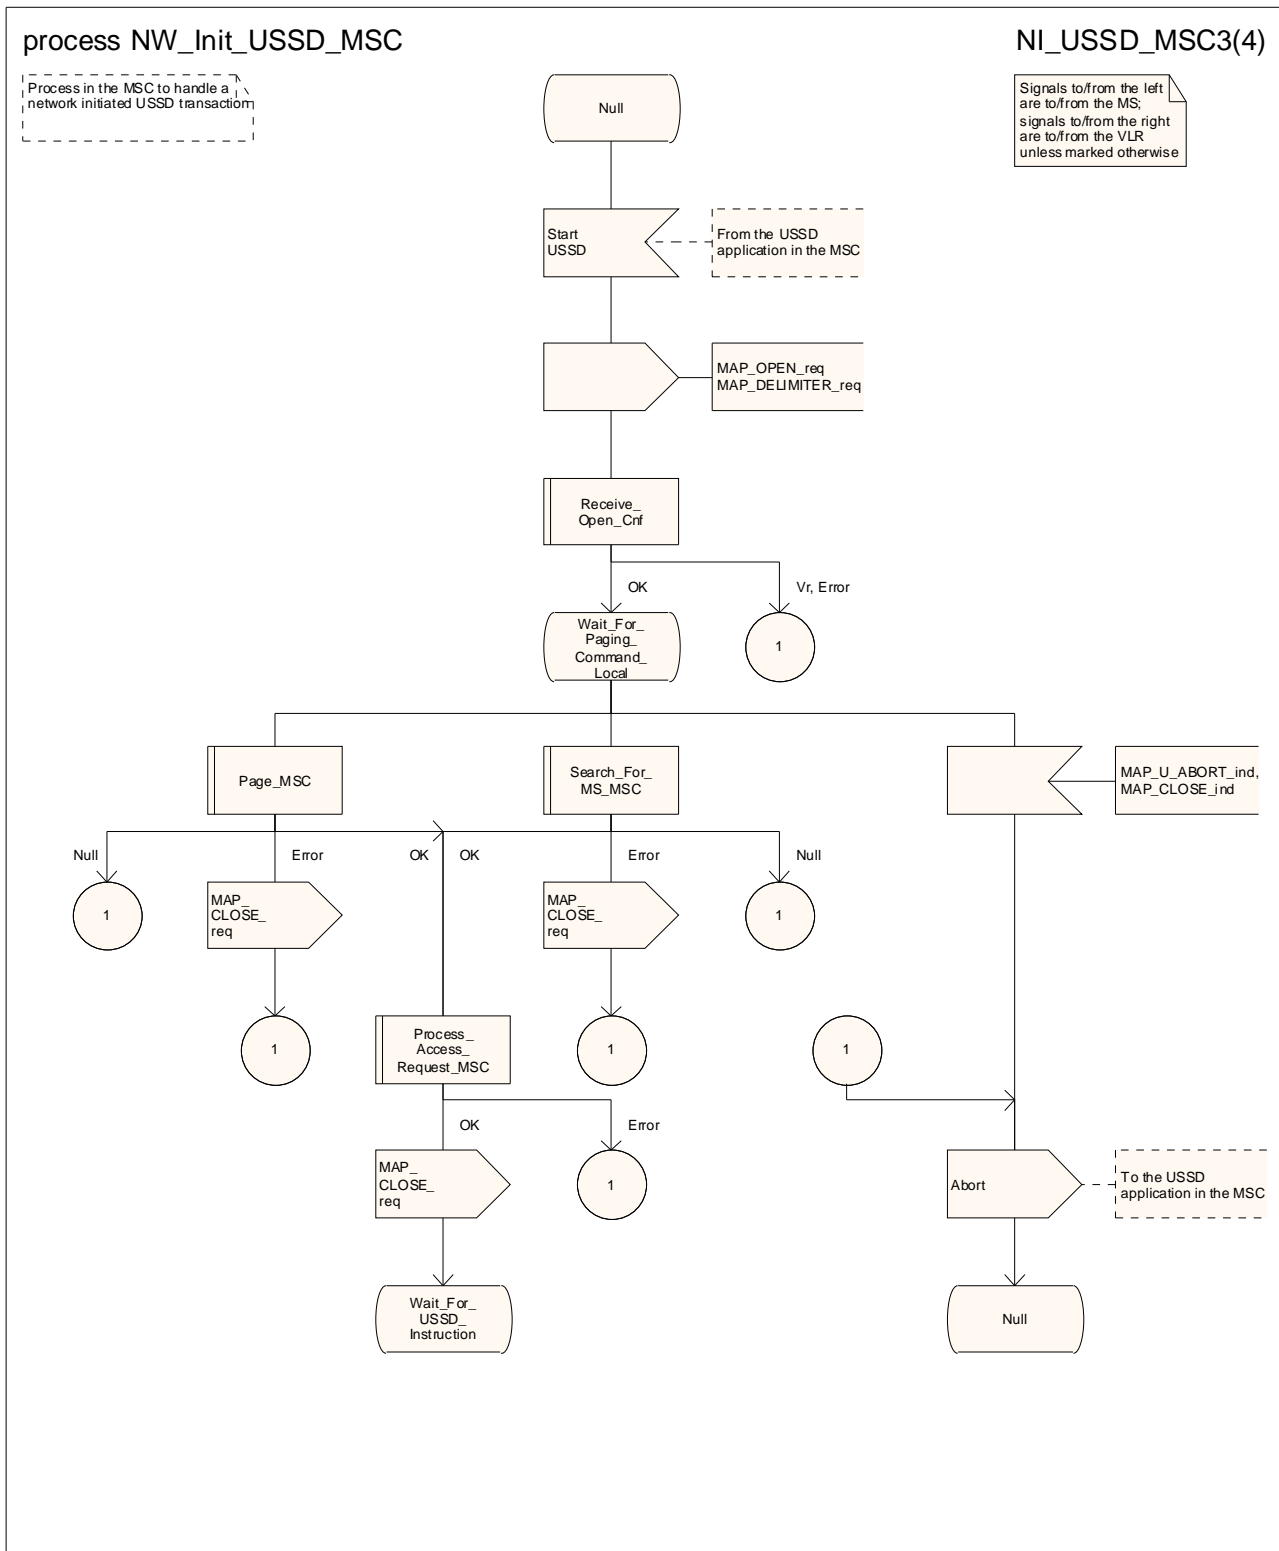 process NW_Init_USSD_MSC
NI_USSD_MSC3(4)
Process in the MSC to handle a
network initiated USSD transaction
Null
Signals to/from the left
are to/from the MS;
signals to/from the right
are to/from the VLR
unless marked otherwise
Start
USSD
From the USSD
application in the MSC
MAP_OPEN_req
MAP_DELIMITER_req
Receive_
Open_Cnf
OK
Vr, Error
Wait_For_
Paging_
Command_
Local
1
Page_MSC
Search_For_
MS_MSC
MAP_U_ABORT_ind,
MAP_CLOSE_ind
Null
Error
OK
OK
Error
Null
1
MAP_
CLOSE_
req
MAP_
CLOSE_
req
1
1
Process_
Access_
Request_MSC
1
1
OK
Error
MAP_
CLOSE_
req
1
Abort
To the USSD
application in the MSC
Wait_For_
USSD_
Instruction
Null